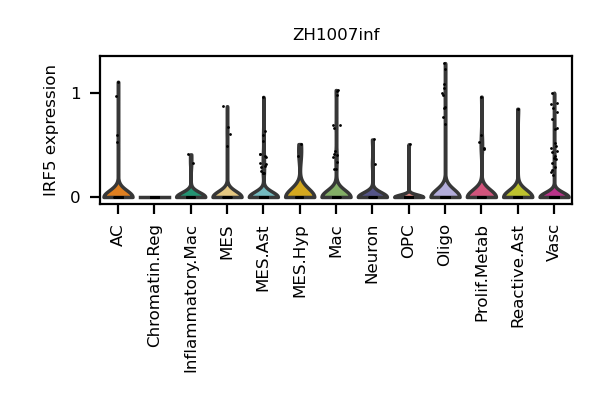 ZH1007inf
IRF5 expression
1
0
AC
Chromatin.Reg
Inflammatory.Mac
MES
MES.Ast
MES.Hyp
Mac
Neuron
OPC
Oligo
Prolif.Metab
Reactive.Ast
Vasc